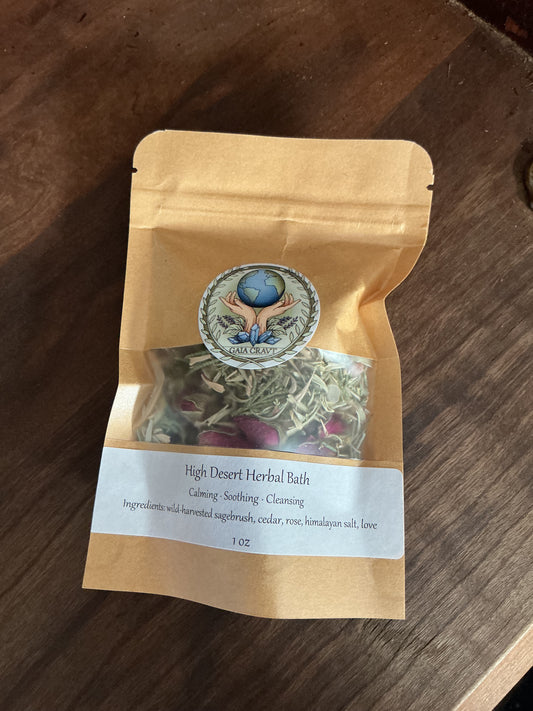 GAIA CRAVT
High Desert Herbal Bath
Calming · Soothing · Cleansing
Ingredients: wild-harvested sagebrush, cedar, rose, himalayan salt, love
1 oz